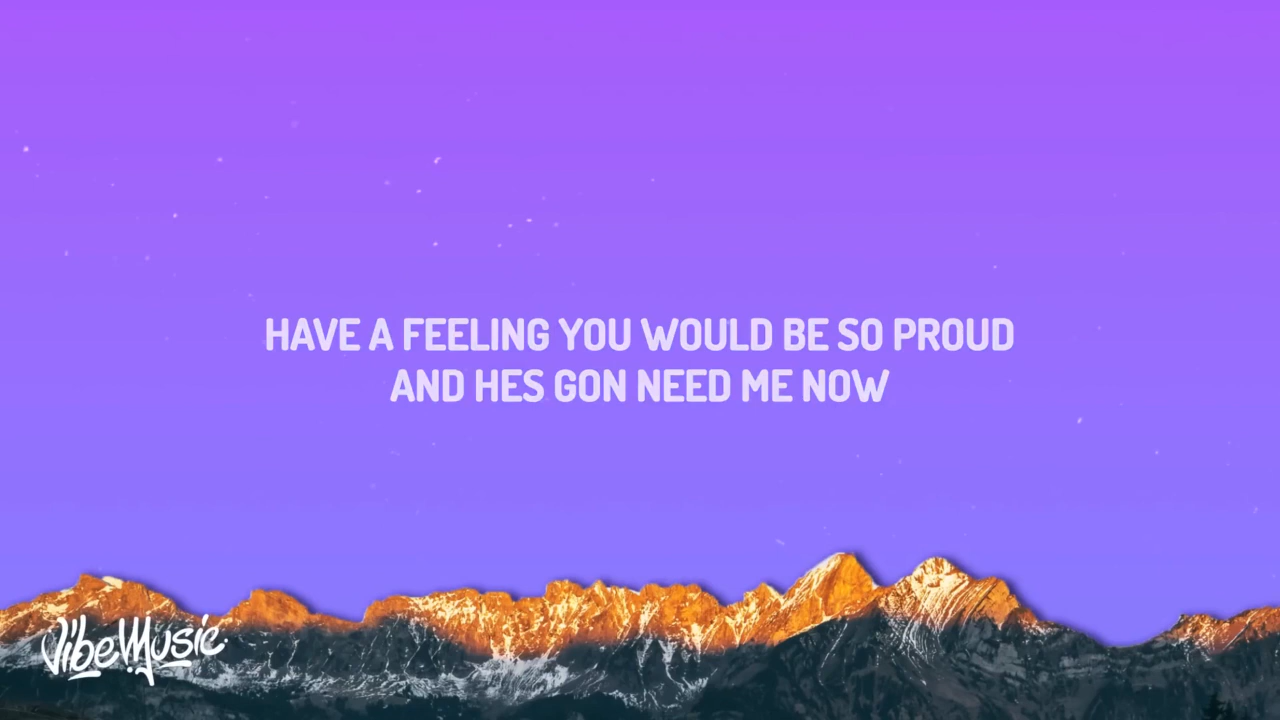 HAVE A FEELING YOU WOULD BE SO PROUD
AND HES GON NEED ME NOW
VibeMusic